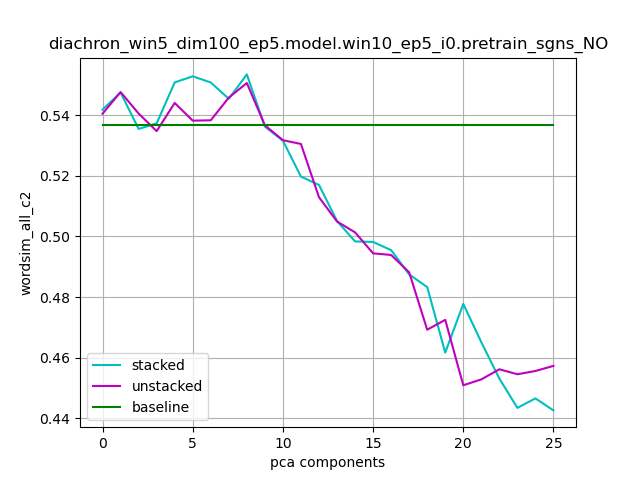 diachron_win5_dim100_ep5.model.win10_ep5_i0.pretrain_sgns_NO
wordsim_all_c2
0.54
0.52
0.50
0.48
0.46
0.44
stacked
unstacked
baseline
0 5 10 15 20 25
pca components